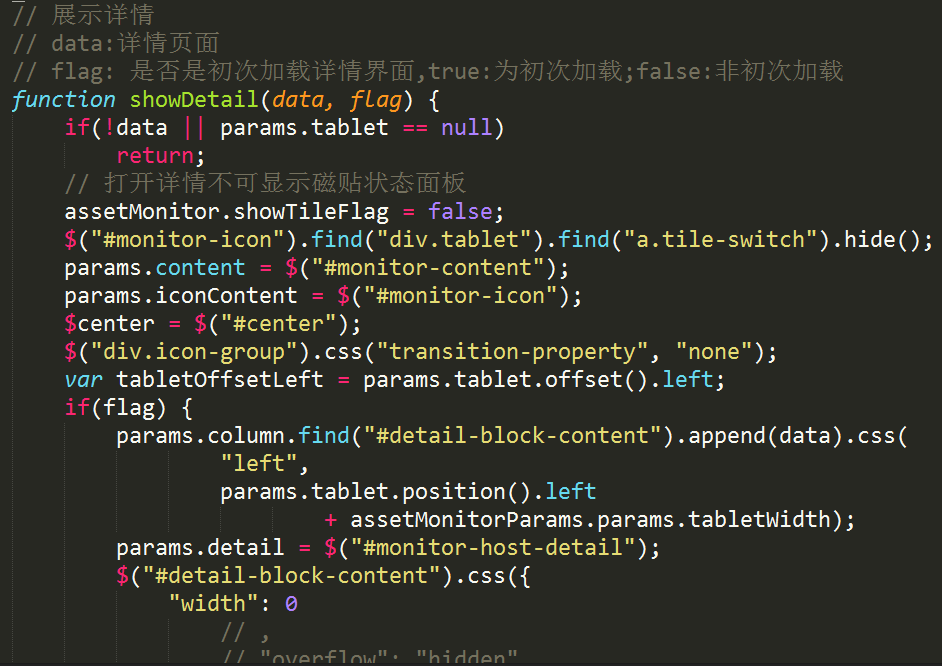 // 展示详情
// data:详情页面
// flag: 是否是初次加载详情界面,true:为初次加载;false:非初次加载
function showDetail(data, flag) {
    if(!data || params.tablet == null)
        return;
    // 打开详情不可显示磁贴状态面板
    assetMonitor.showTileFlag = false;
    $("#monitor-icon").find("div.tablet").find("a.tile-switch").hide();
    params.content = $("#monitor-content");
    params.iconContent = $("#monitor-icon");
    $center = $("#center");
    $("div.icon-group").css("transition-property", "none");
    var tabletOffsetLeft = params.tablet.offset().left;
    if(flag) {
        params.column.find("#detail-block-content").append(data).css(
                "left",
                params.tablet.position().left
                        + assetMonitorParams.params.tabletWidth);
        params.detail = $("#monitor-host-detail");
        $("#detail-block-content").css({
            "width": 0
                // ,
                // "overflow": "hidden"